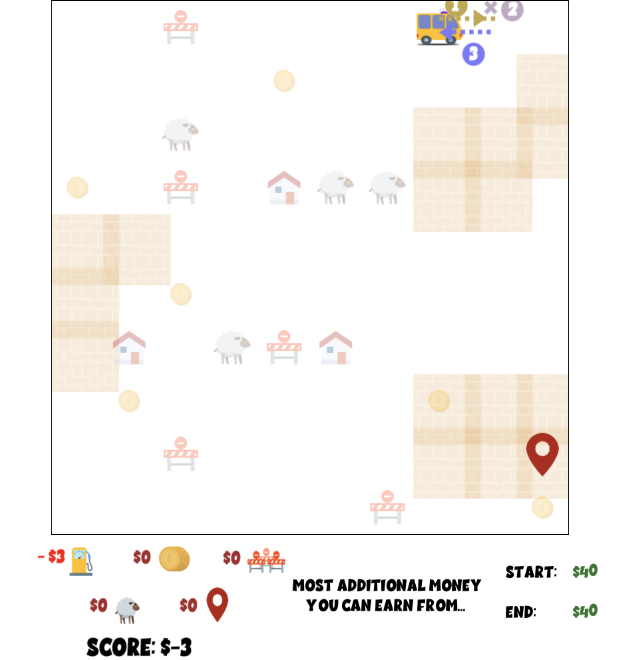 1
2
3
- $3
$0
$0
MOST ADDITIONAL MONEY
YOU CAN EARN FROM...
START: $40
$0
$0
END: $40
SCORE: $-3